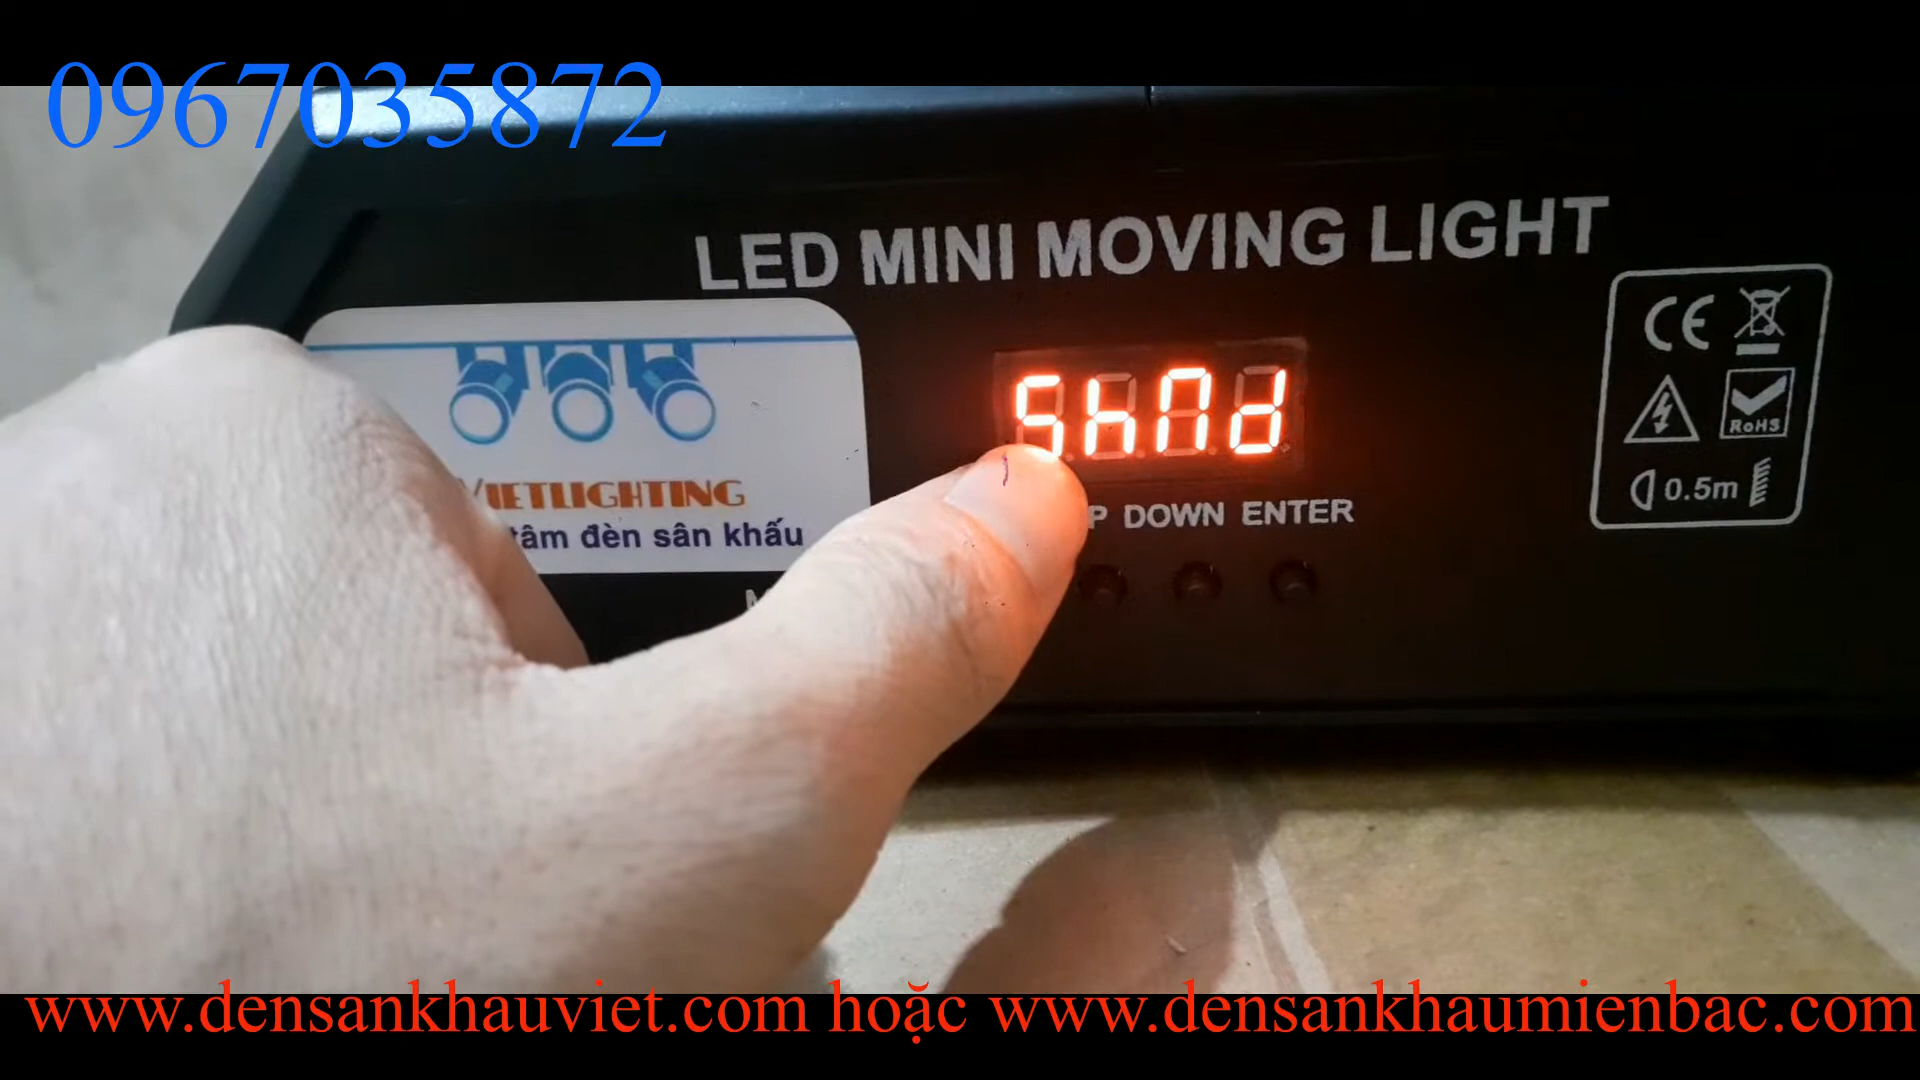 0967035872
LED MINI MOVING LIGHT
CE
RoHS
0.5m
ShNd
VIETLIGHTING
tâm đèn sân khấu
DOWN ENTER
www.densankhauviet.com hoặc www.densankhaumienbac.com